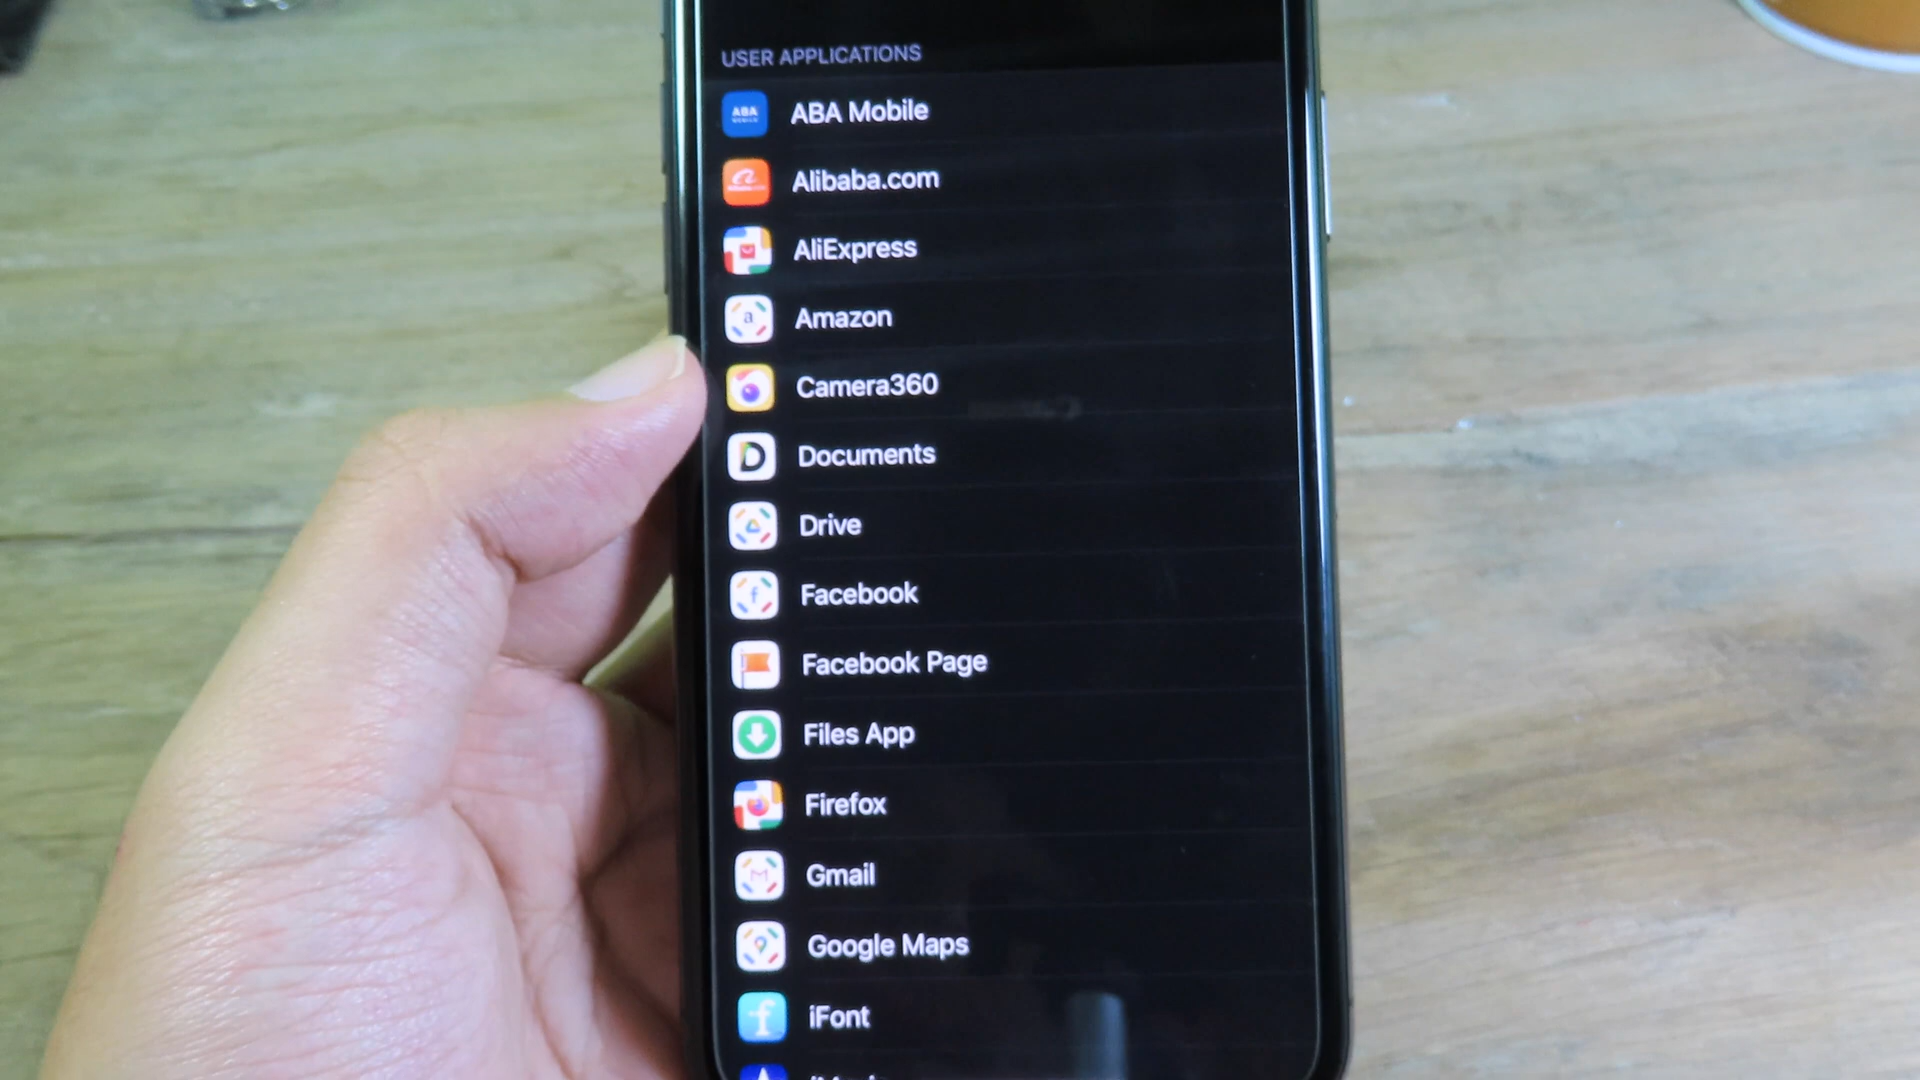 USER APPLICATIONS
ABA
ABA Mobile
Alibaba.com
AliExpress
a
Amazon
Camera360
D
Documents
Drive
f
Facebook
Facebook Page
Files App
Firefox
M
Gmail
Google Maps
f
iFont